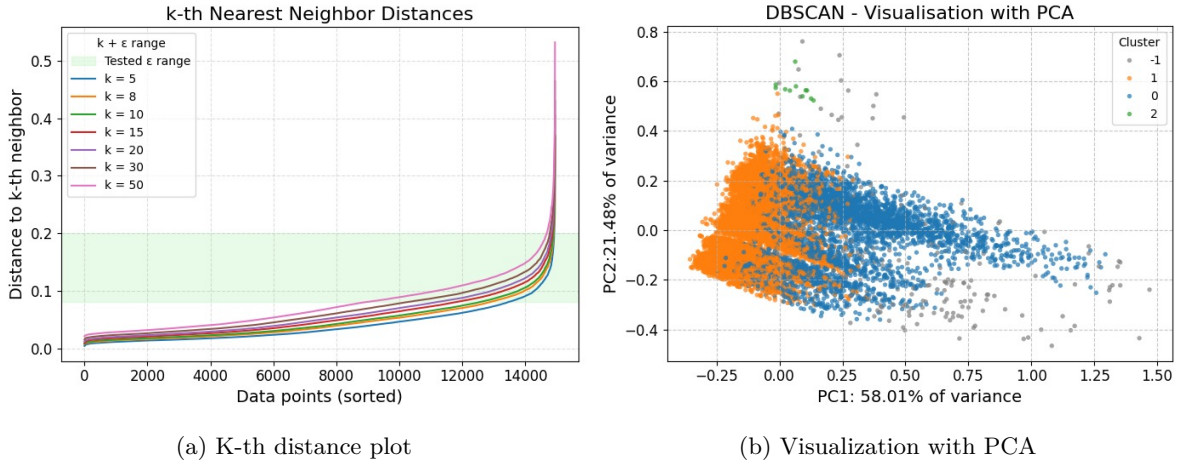 k-th Nearest Neighbor Distances
Distance to k-th neighbor
0.5
0.4
0.3
0.2
0.1
0.0
k + ε range
Tested ε range
k = 5
k = 8
k = 10
k = 15
k = 20
k = 30
k = 50
0 2000 4000 6000 8000 10000 12000 14000
Data points (sorted)
(a) K-th distance plot
DBSCAN - Visualisation with PCA
PC2:21.48% of variance
0.8
0.6
0.4
0.2
0.0
−0.2
−0.4
Cluster
-1
1
0
2
−0.25 0.00 0.25 0.50 0.75 1.00 1.25 1.50
PC1: 58.01% of variance
(b) Visualization with PCA